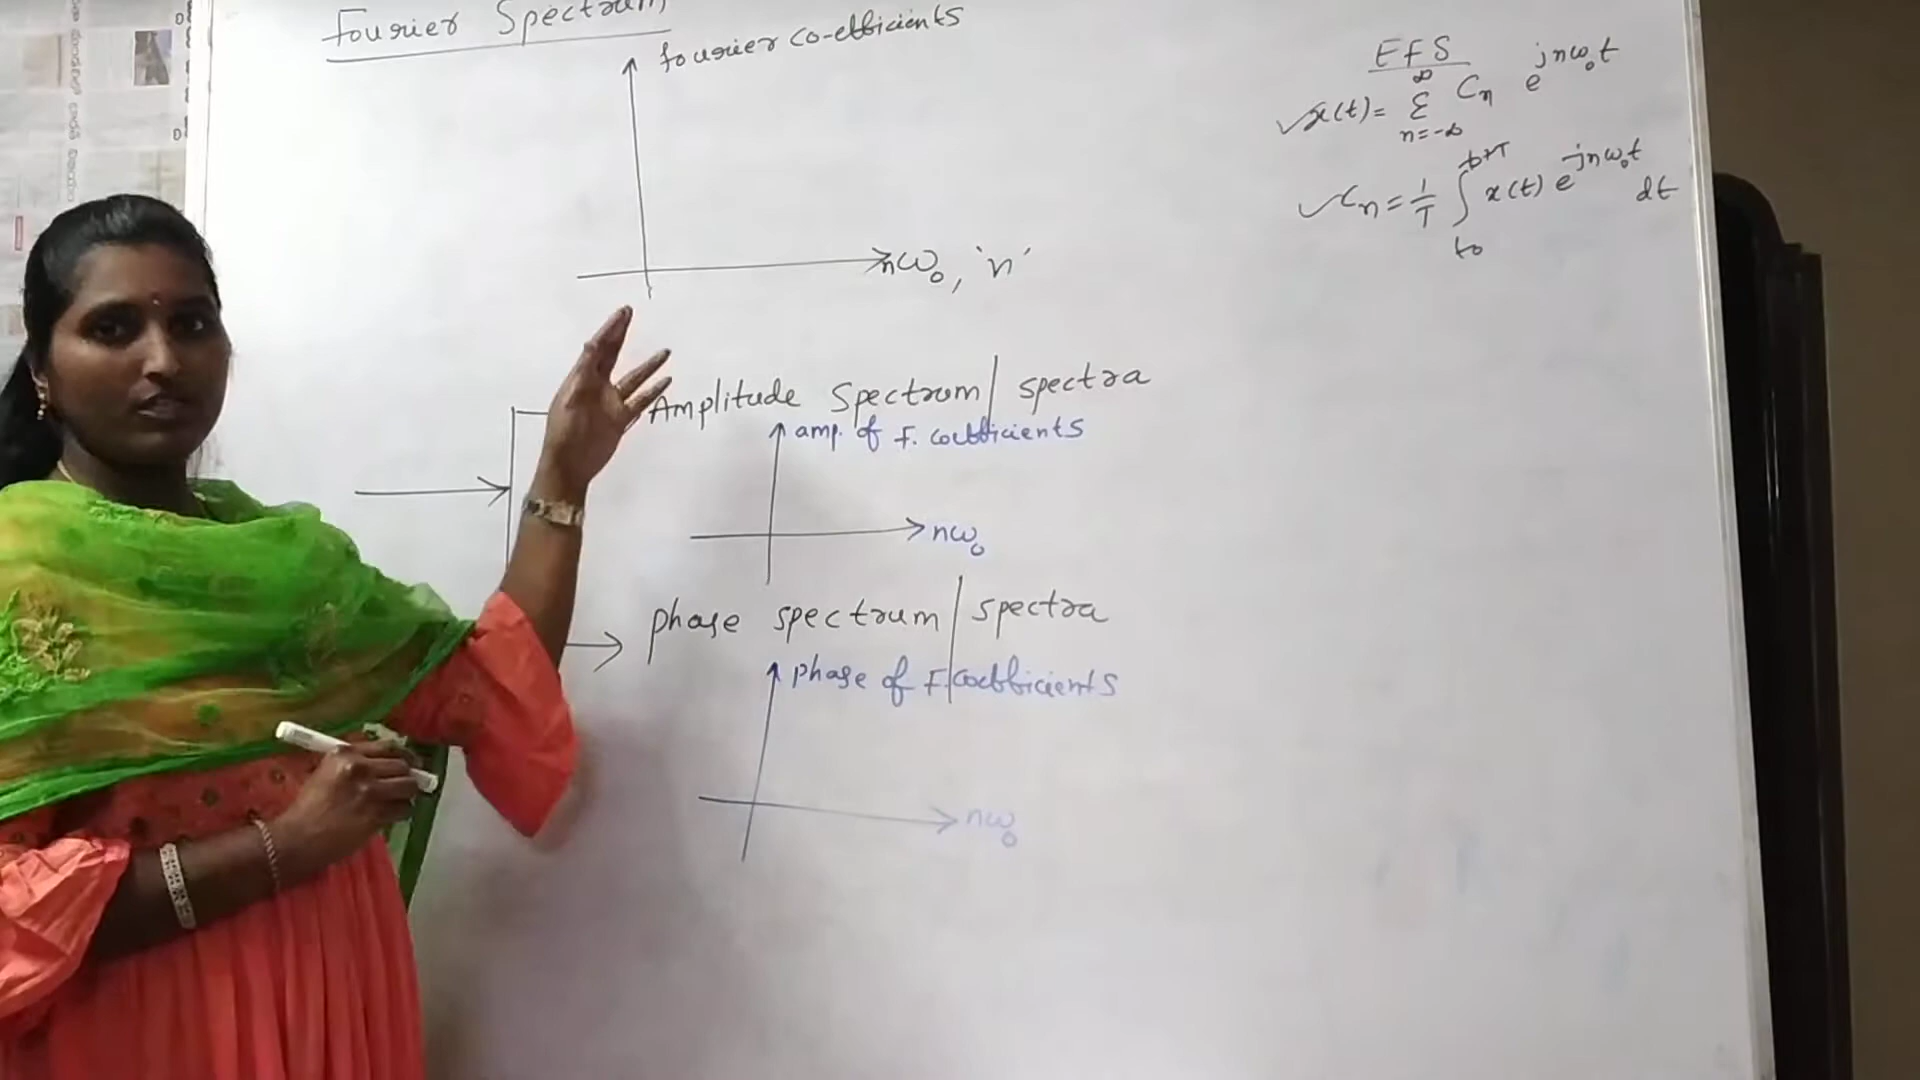 Fourier Spectrum
fourier co-efficients
nω₀, 'n'
Amplitude Spectrum/spectra
amp. of F. coefficients
nω₀
phase spectrum/spectra
phase of F. coefficients
nω₀
EFS
x(t) = ∞ Σ n=-∞ Cn e^jnω₀t
Cn = 1/T ∫ t₀ t₀+T x(t) e^-jnω₀t dt